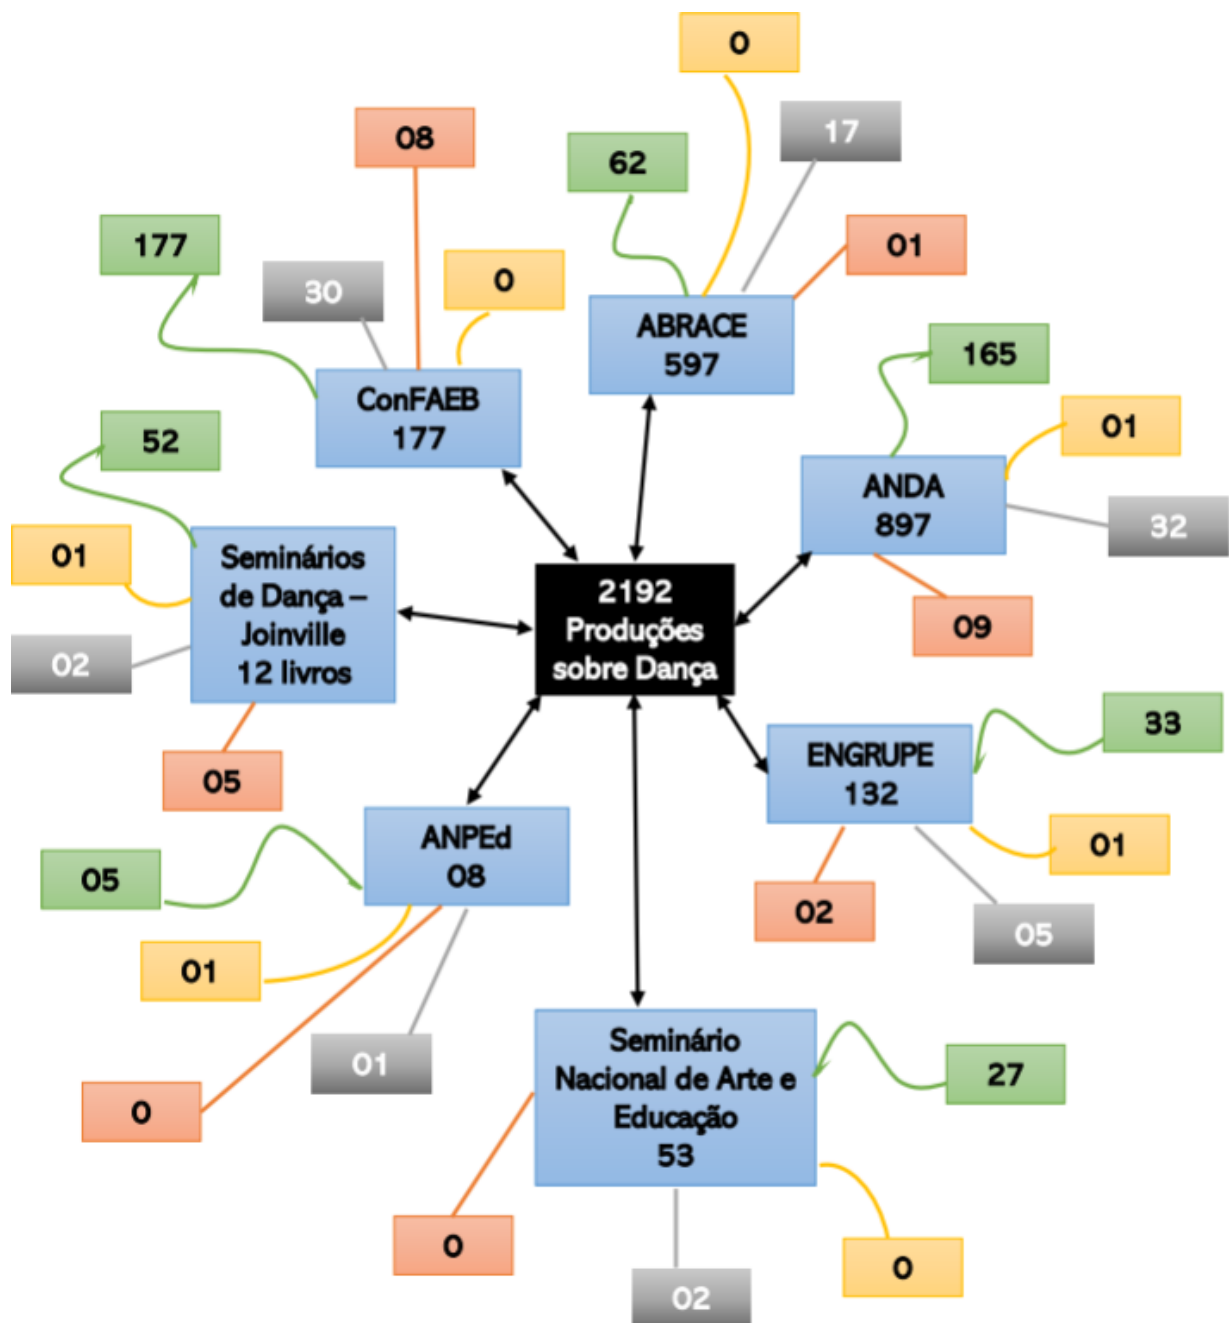 0
17
62
08
01
177
30
0
ABRACE
597
165
ConFAEB
177
01
52
ANDA
897
32
01
Seminários
de Dança –
Joinville
12 livros
02
05
2192
Produções
sobre Dança
09
33
ENGRUPE
132
01
02
05
ANPEd
08
05
01
01
0
Seminário
Nacional de Arte e
Educação
53
27
0
02
0